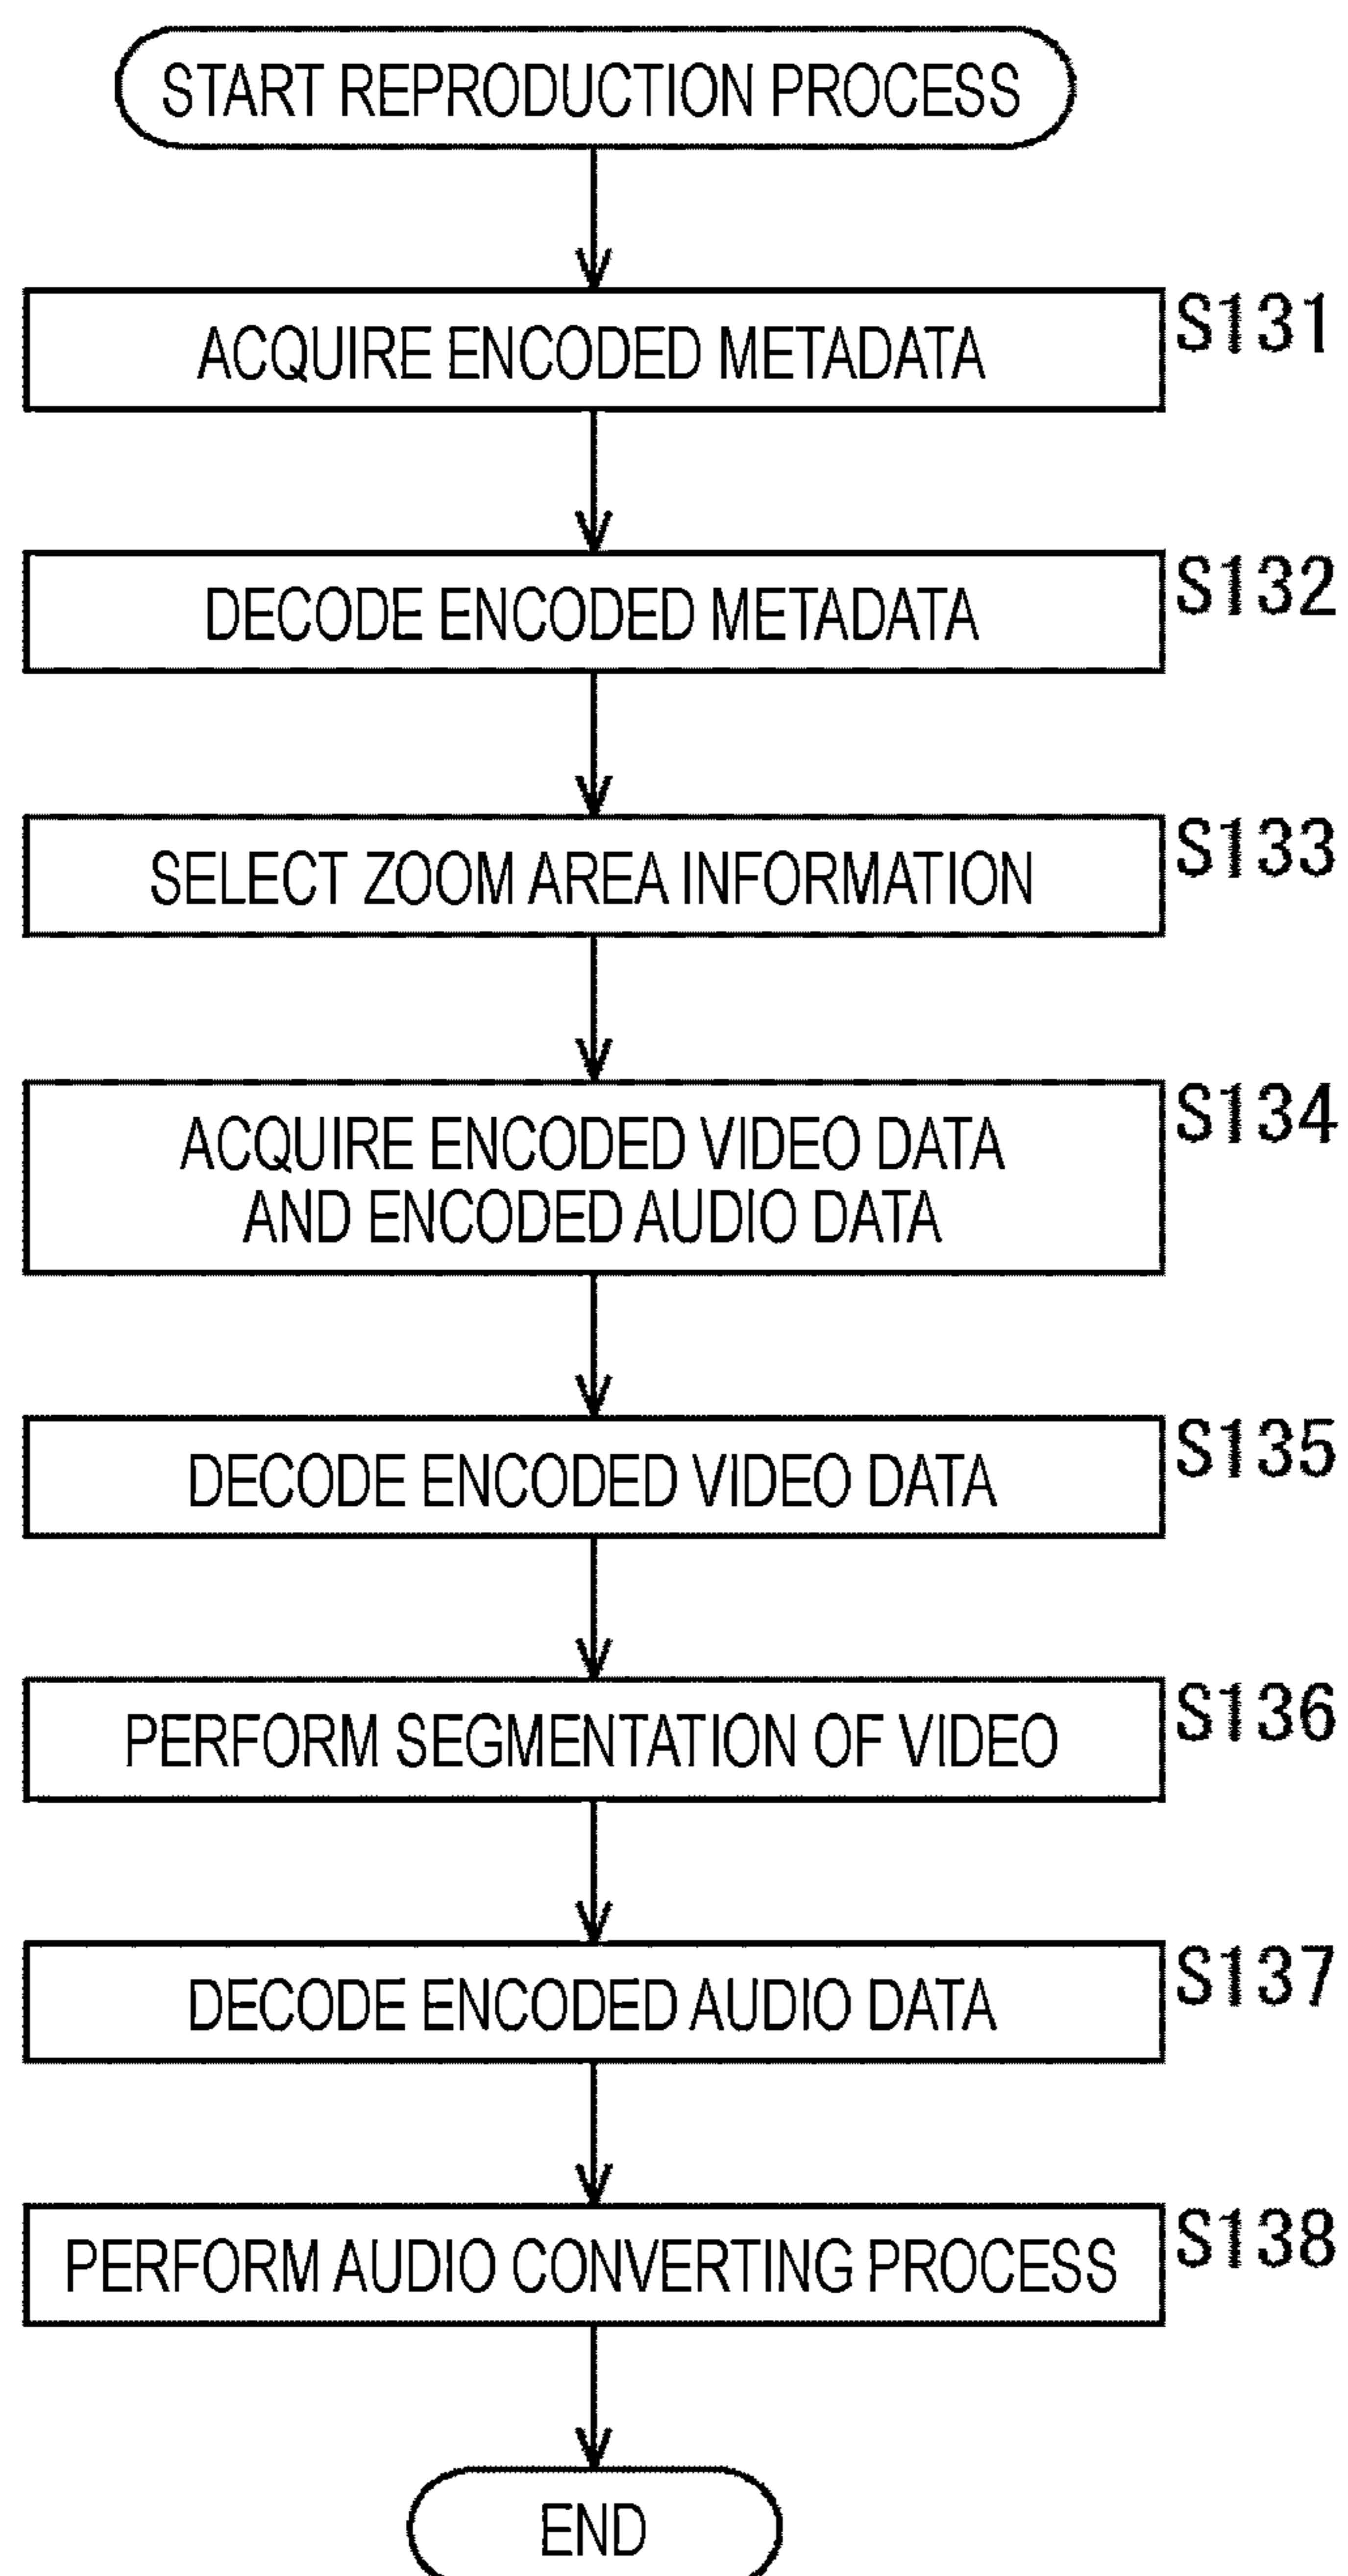 START REPRODUCTION PROCESS
ACQUIRE ENCODED METADATA
S131
DECODE ENCODED METADATA
S132
SELECT ZOOM AREA INFORMATION
S133
ACQUIRE ENCODED VIDEO DATA
AND ENCODED AUDIO DATA
S134
DECODE ENCODED VIDEO DATA
S135
PERFORM SEGMENTATION OF VIDEO
S136
DECODE ENCODED AUDIO DATA
S137
PERFORM AUDIO CONVERTING PROCESS
S138
END